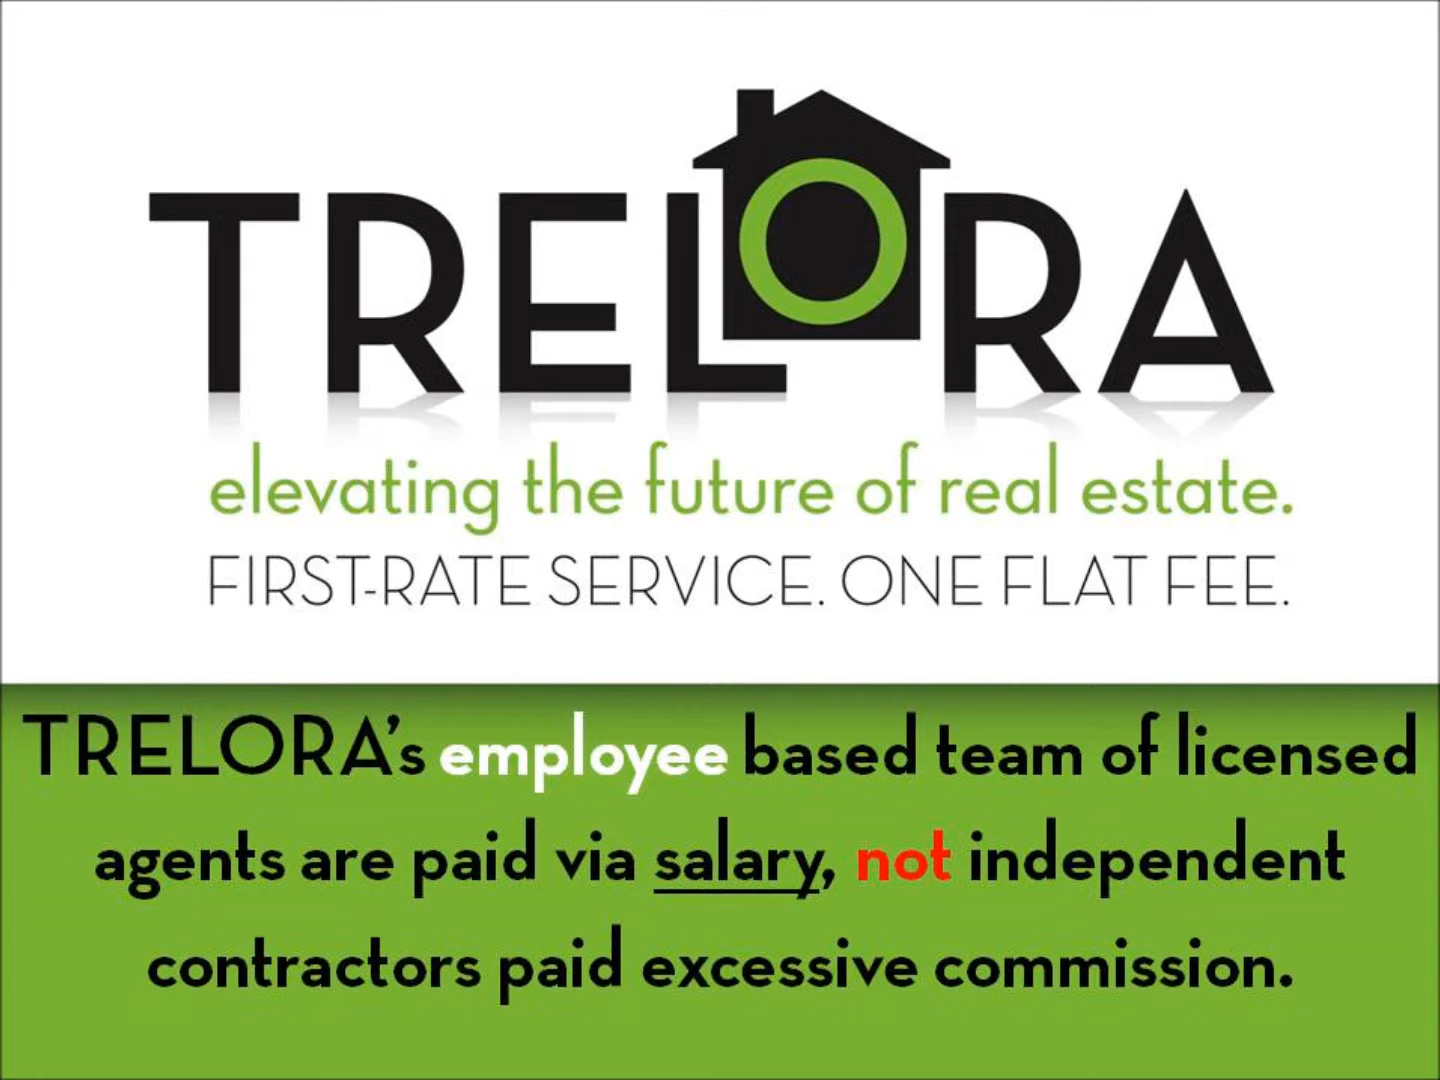 TRELORA
elevating the future of real estate.
FIRST-RATE SERVICE. ONE FLAT FEE.
TRELORA's employee based team of licensed
agents are paid via salary, not independent
contractors paid excessive commission.